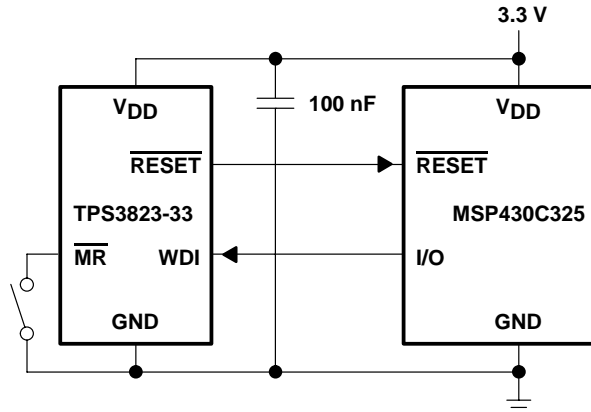 3.3 V
VDD
100 nF
VDD
RESET
RESET
TPS3823-33
MSP430C325
MR
WDI
I/O
GND
GND